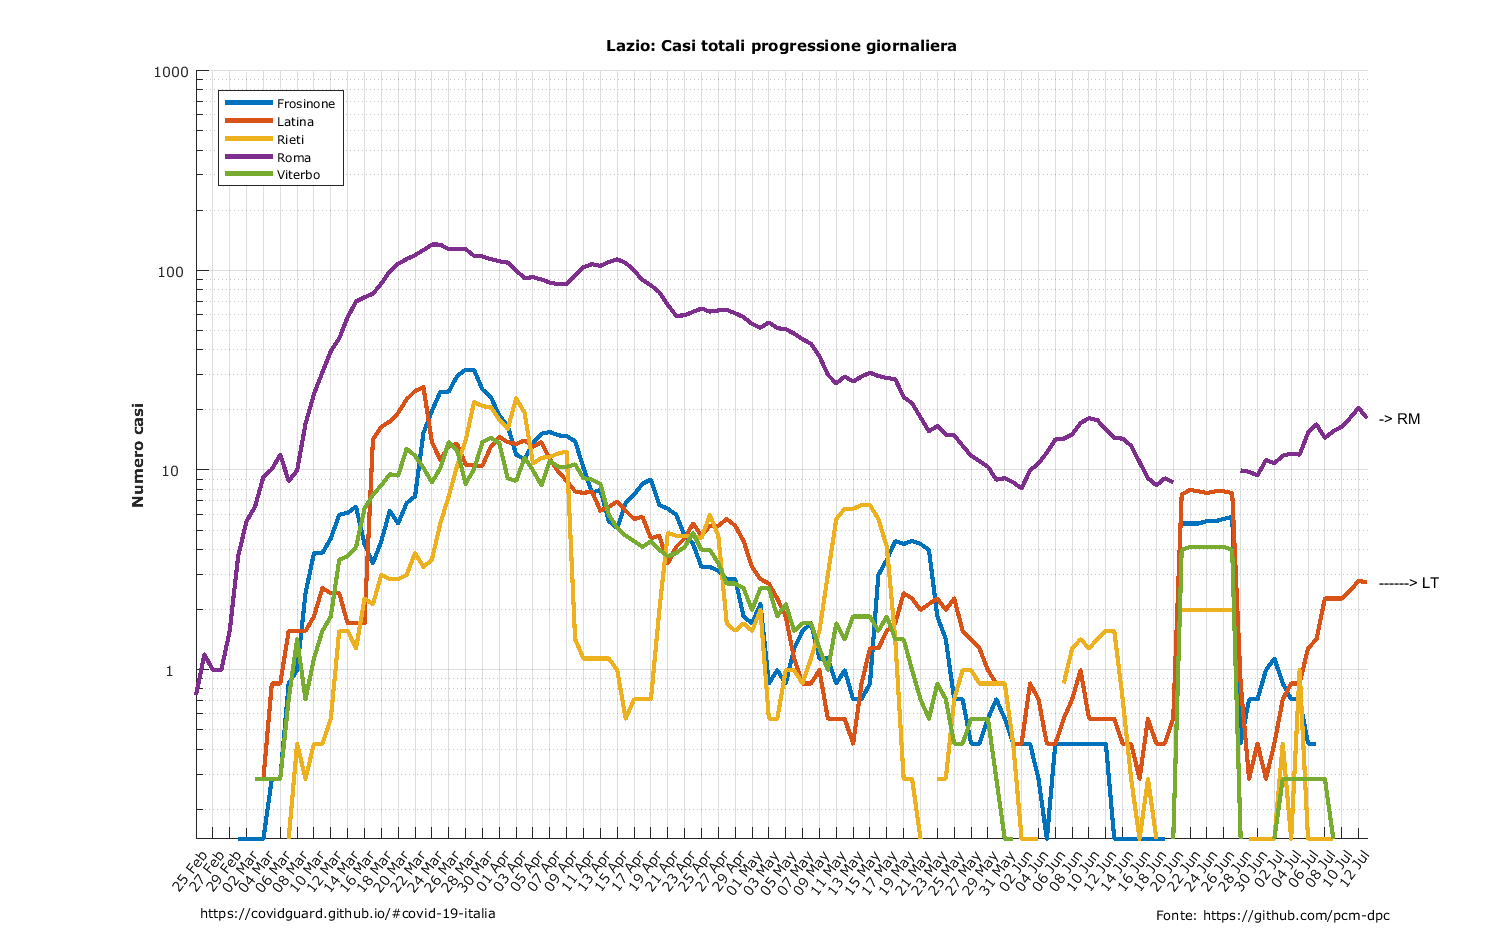 Lazio: Casi totali progressione giornaliera
1000
100
10
1
Numero casi
Frosinone
Latina
Rieti
Roma
Viterbo
-> RM
------> LT
25 Feb
27 Feb
29 Feb
02 Mar
04 Mar
06 Mar
08 Mar
10 Mar
12 Mar
14 Mar
16 Mar
18 Mar
20 Mar
22 Mar
24 Mar
26 Mar
28 Mar
30 Mar
01 Apr
03 Apr
05 Apr
07 Apr
09 Apr
11 Apr
13 Apr
15 Apr
17 Apr
19 Apr
21 Apr
23 Apr
25 Apr
27 Apr
29 Apr
01 May
03 May
05 May
07 May
09 May
11 May
13 May
15 May
17 May
19 May
21 May
23 May
25 May
27 May
29 May
31 May
02 Jun
04 Jun
06 Jun
08 Jun
10 Jun
12 Jun
14 Jun
16 Jun
18 Jun
20 Jun
22 Jun
24 Jun
26 Jun
28 Jun
30 Jun
02 Jul
04 Jul
06 Jul
08 Jul
10 Jul
12 Jul
https://covidguard.github.io/#covid-19-italia
Fonte: https://github.com/pcm-dpc